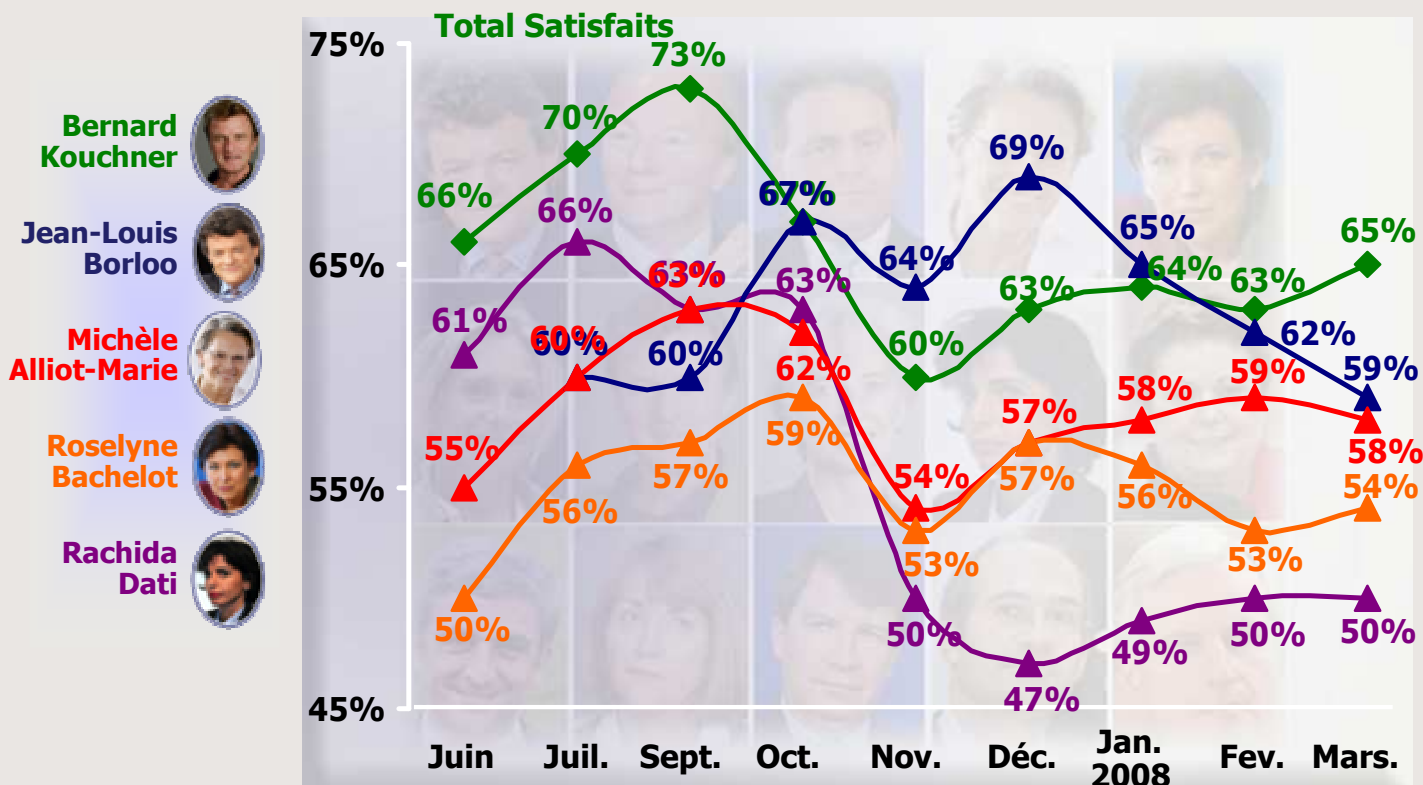 Total Satisfaits
75%
65%
55%
45%
Bernard
Kouchner
Jean-Louis
Borloo
Michèle
Alliot-Marie
Roselyne
Bachelot
Rachida
Dati
66%
70%
73%
67%
60%
63%
64%
63%
65%
60%
60%
67%
64%
69%
65%
62%
59%
55%
60%
63%
62%
54%
57%
58%
59%
58%
50%
56%
57%
59%
53%
57%
56%
53%
54%
61%
66%
63%
63%
50%
47%
49%
50%
50%
Juin
Juil.
Sept.
Oct.
Nov.
Déc.
Jan.
2008
Fev.
Mars.